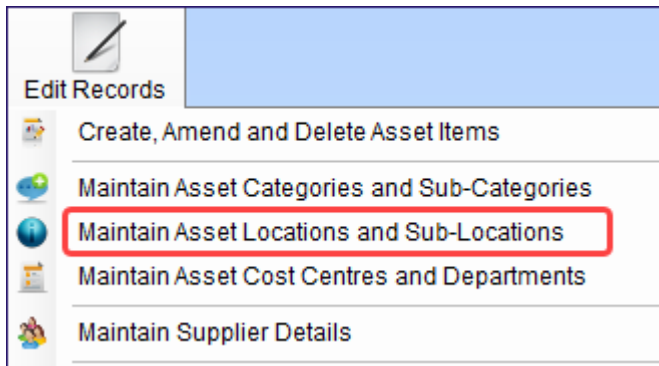 Edit Records
Create, Amend and Delete Asset Items
Maintain Asset Categories and Sub-Categories
Maintain Asset Locations and Sub-Locations
Maintain Asset Cost Centres and Departments
Maintain Supplier Details